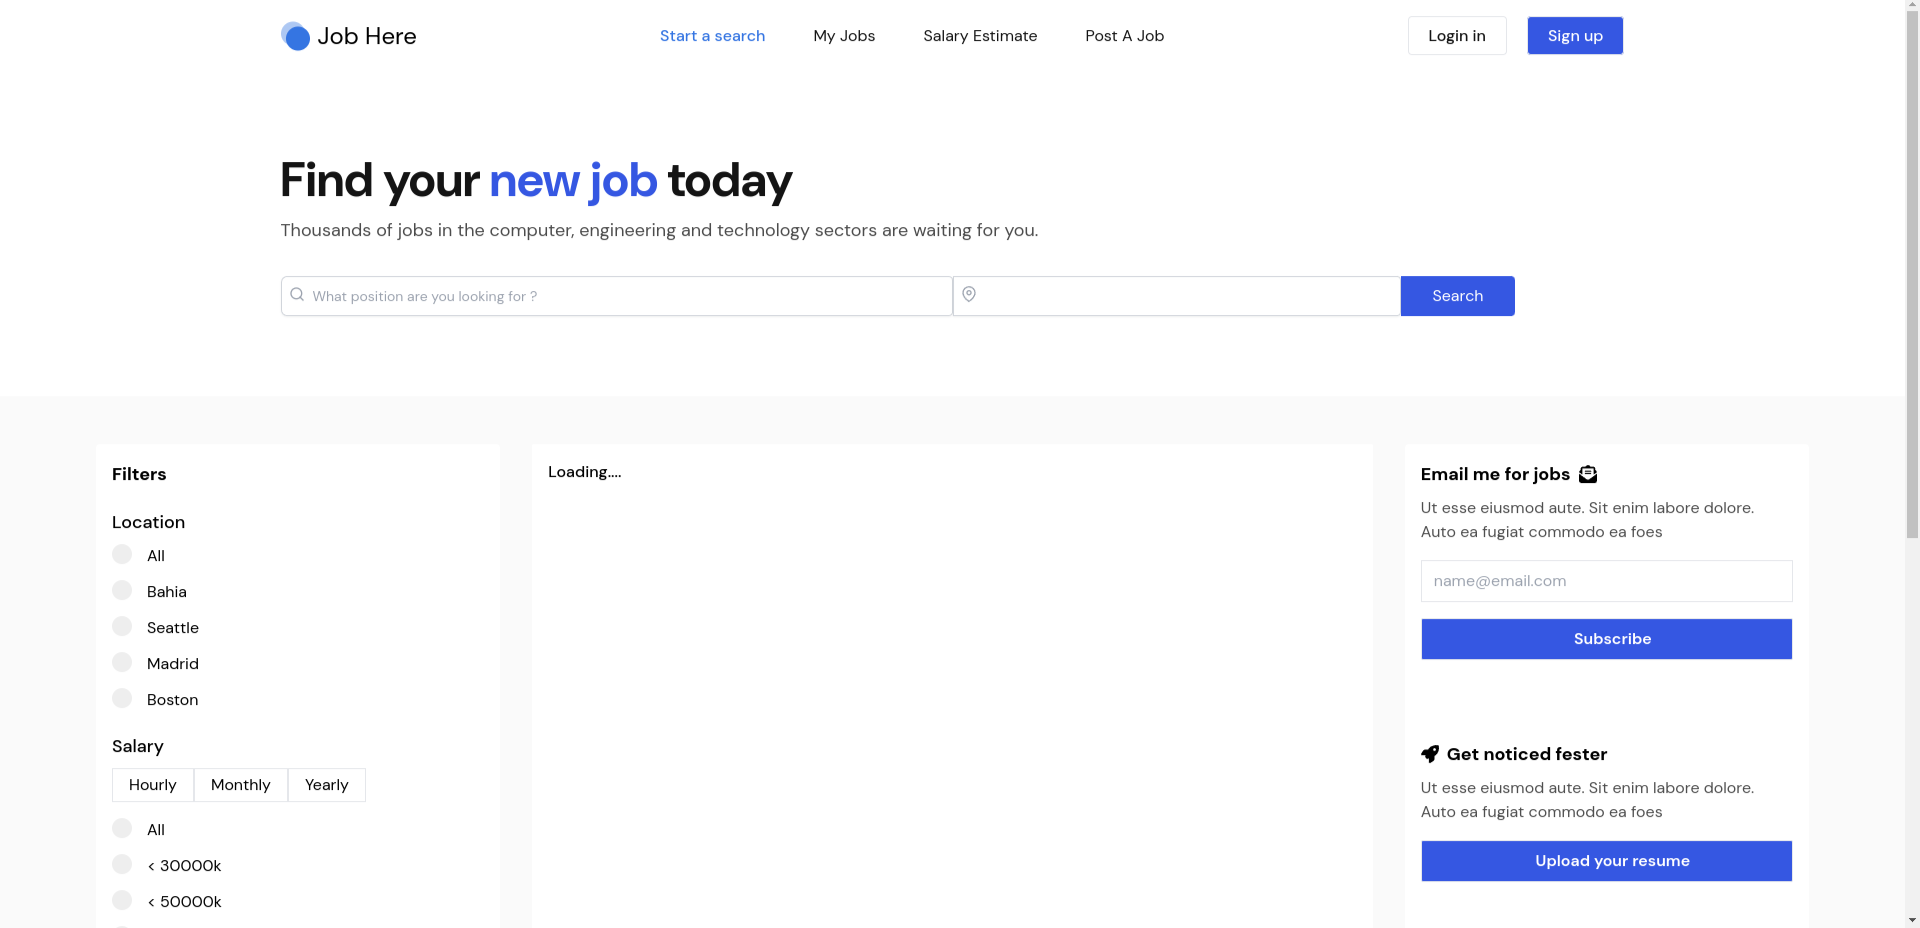 Job Here
Start a search
My Jobs
Salary Estimate
Post A Job
Login in
Sign up
Find your new job today
Thousands of jobs in the computer, engineering and technology sectors are waiting for you.
What position are you looking for ?
Search
Filters
Location
All
Bahia
Seattle
Madrid
Boston
Salary
Hourly
Monthly
Yearly
All
< 30000k
< 50000k
Loading....
Email me for jobs
Ut esse eiusmod aute. Sit enim labore dolore.
Auto ea fugiat commodo ea foes
name@email.com
Subscribe
Get noticed fester
Ut esse eiusmod aute. Sit enim labore dolore.
Auto ea fugiat commodo ea foes
Upload your resume